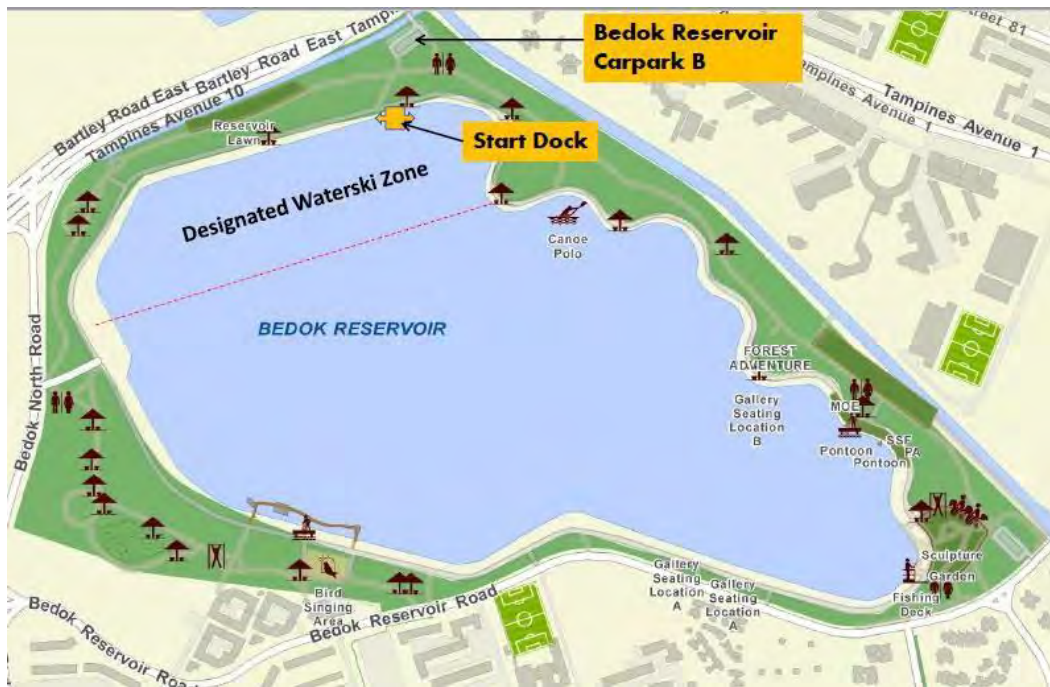 Bedok Reservoir
Carpark B
Street 81
Bartley Road East Bartley Road East Tampi
Tampines Avenue 10
Tampines Avenue 1
Tampines Avenue 1
Reservoir
Lawn
Start Dock
Designated Waterski Zone
Canoe
Polo
BEDOK RESERVOIR
Bedok North Road
FOREST
ADVENTURE
Gallery
Seating
Location
B
MOE
SSF
PA
Pontoon
Pontoon
Sculpture
Garden
Fishing
Deck
Gallery
Seating
Location
A
Gallery
Seating
Location
A
Bird
Singing
Area
Bedok Reservoir Road
Bedok Reservoir Road